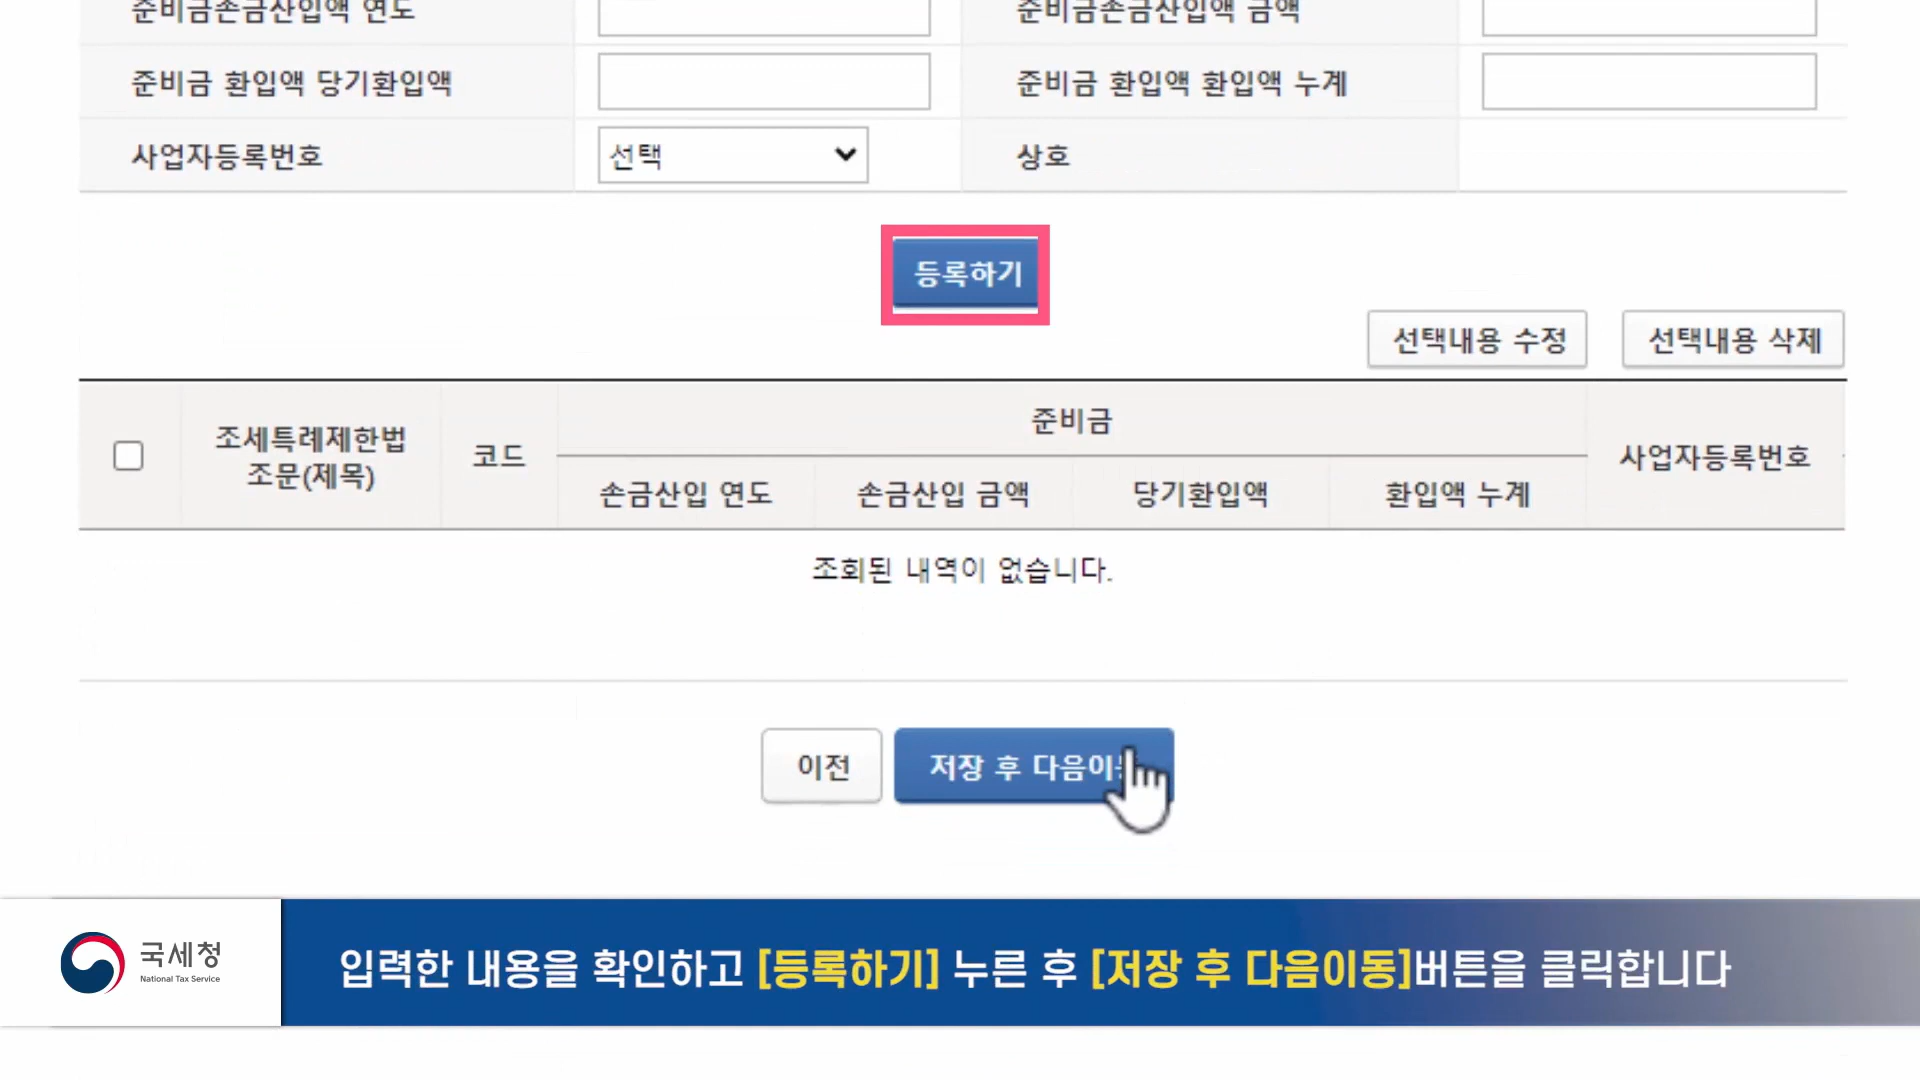 준비금손금산입액 연도
준비금손금산입액 금액
준비금 환입액 당기환입액
준비금 환입액 환입액 누계
사업자등록번호
선택
상호
등록하기
선택내용 수정
선택내용 삭제
조세특례제한법
조문(제목)
코드
준비금
손금산입 연도
손금산입 금액
당기환입액
환입액 누계
사업자등록번호
조회된 내역이 없습니다.
이전
저장 후 다음이동
국세청
National Tax Service
입력한 내용을 확인하고 [등록하기] 누른 후 [저장 후 다음이동]버튼을 클릭합니다